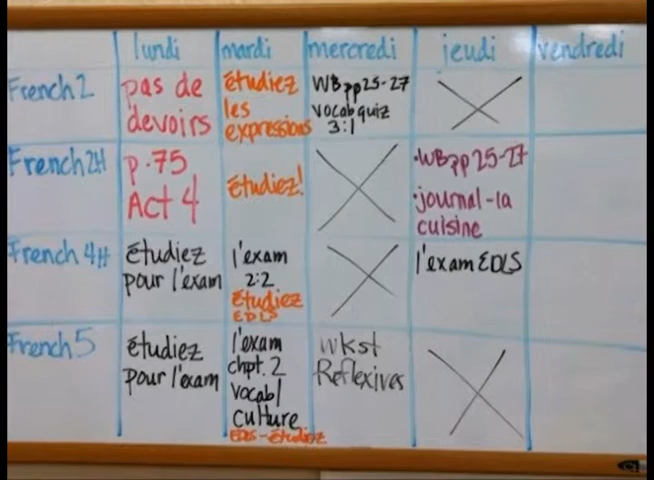 lundi mardi mercredi jeudi vendredi
French 2
pas de
devoirs
étudiez
les
expressions
WB pp 25-27
vocab quiz
3:1
French 2H
p. 75
Act 4
étudiez!
•WB pp 25-27
•journal-la
cuisine
French 4H
étudiez
pour l'exam
l'exam
2:2
étudiez
EDLS
l'exam EDLS
French 5
étudiez
pour l'exam
l'exam
chpt. 2
vocab/
culture
EDLS-étudiez
wkst
Reflexives